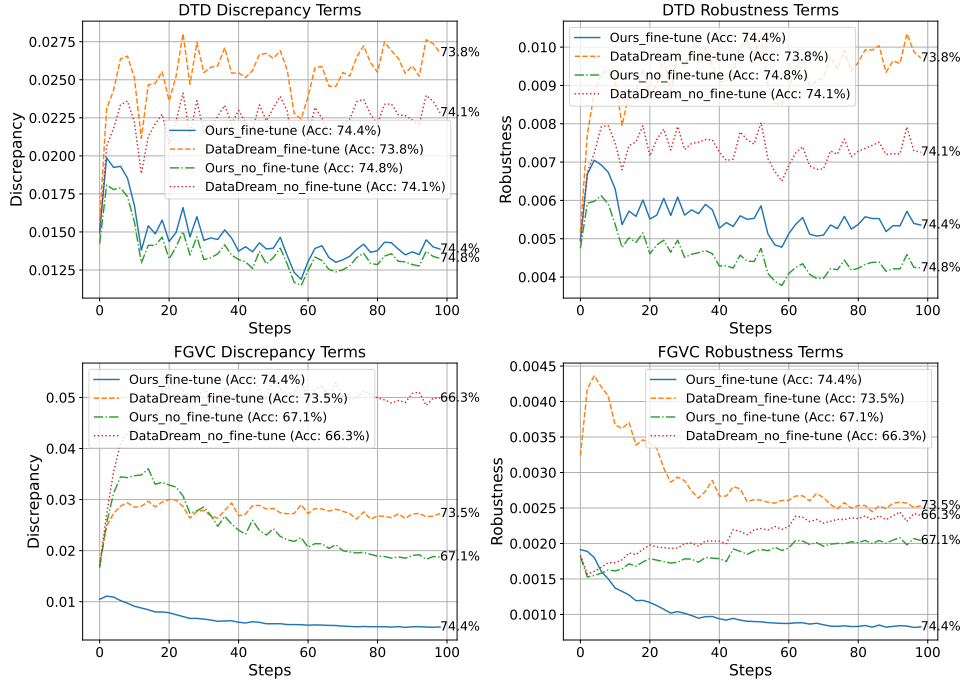 DTD Discrepancy Terms
0.0275
0.0250
0.0225
0.0200
0.0175
0.0150
0.0125
Discrepancy
73.8%
74.1%
74.4%
74.8%
Ours_fine-tune (Acc: 74.4%)
DataDream_fine-tune (Acc: 73.8%)
Ours_no_fine-tune (Acc: 74.8%)
DataDream_no_fine-tune (Acc: 74.1%)
0 20 40 60 80 100
Steps
DTD Robustness Terms
0.010
0.009
0.008
0.007
0.006
0.005
0.004
Robustness
Ours_fine-tune (Acc: 74.4%)
DataDream_fine-tune (Acc: 73.8%)
Ours_no_fine-tune (Acc: 74.8%)
DataDream_no_fine-tune (Acc: 74.1%)
73.8%
74.1%
74.4%
74.8%
0 20 40 60 80 100
Steps
FGVC Discrepancy Terms
0.05
0.04
0.03
0.02
0.01
Discrepancy
Ours_fine-tune (Acc: 74.4%)
DataDream_fine-tune (Acc: 73.5%)
Ours_no_fine-tune (Acc: 67.1%)
DataDream_no_fine-tune (Acc: 66.3%)
66.3%
73.5%
67.1%
74.4%
0 20 40 60 80 100
Steps
FGVC Robustness Terms
0.0045
0.0040
0.0035
0.0030
0.0025
0.0020
0.0015
0.0010
Robustness
Ours_fine-tune (Acc: 74.4%)
DataDream_fine-tune (Acc: 73.5%)
Ours_no_fine-tune (Acc: 67.1%)
DataDream_no_fine-tune (Acc: 66.3%)
73.5%
66.3%
67.1%
74.4%
0 20 40 60 80 100
Steps